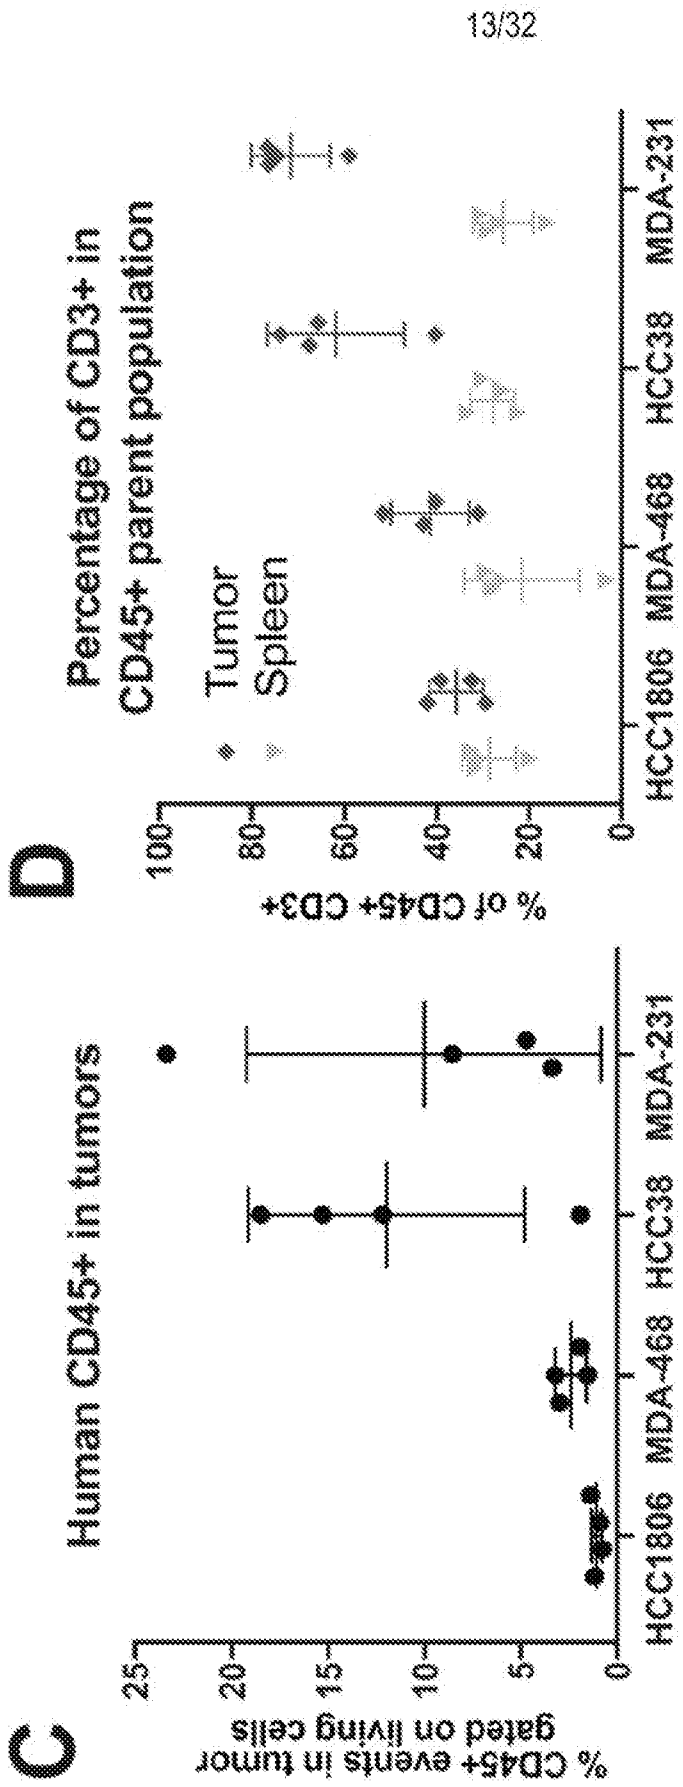 13/32
C
Human CD45+ in tumors
% CD45+ events in tumor
gated on living cells
25
20
15
10
5
0
HCC1806 MDA-468 HCC38 MDA-231
D
Percentage of CD3+ in
CD45+ parent population
Tumor
Spleen
% of CD45+ CD3+
100
80
60
40
20
0
HCC1806 MDA-468 HCC38 MDA-231